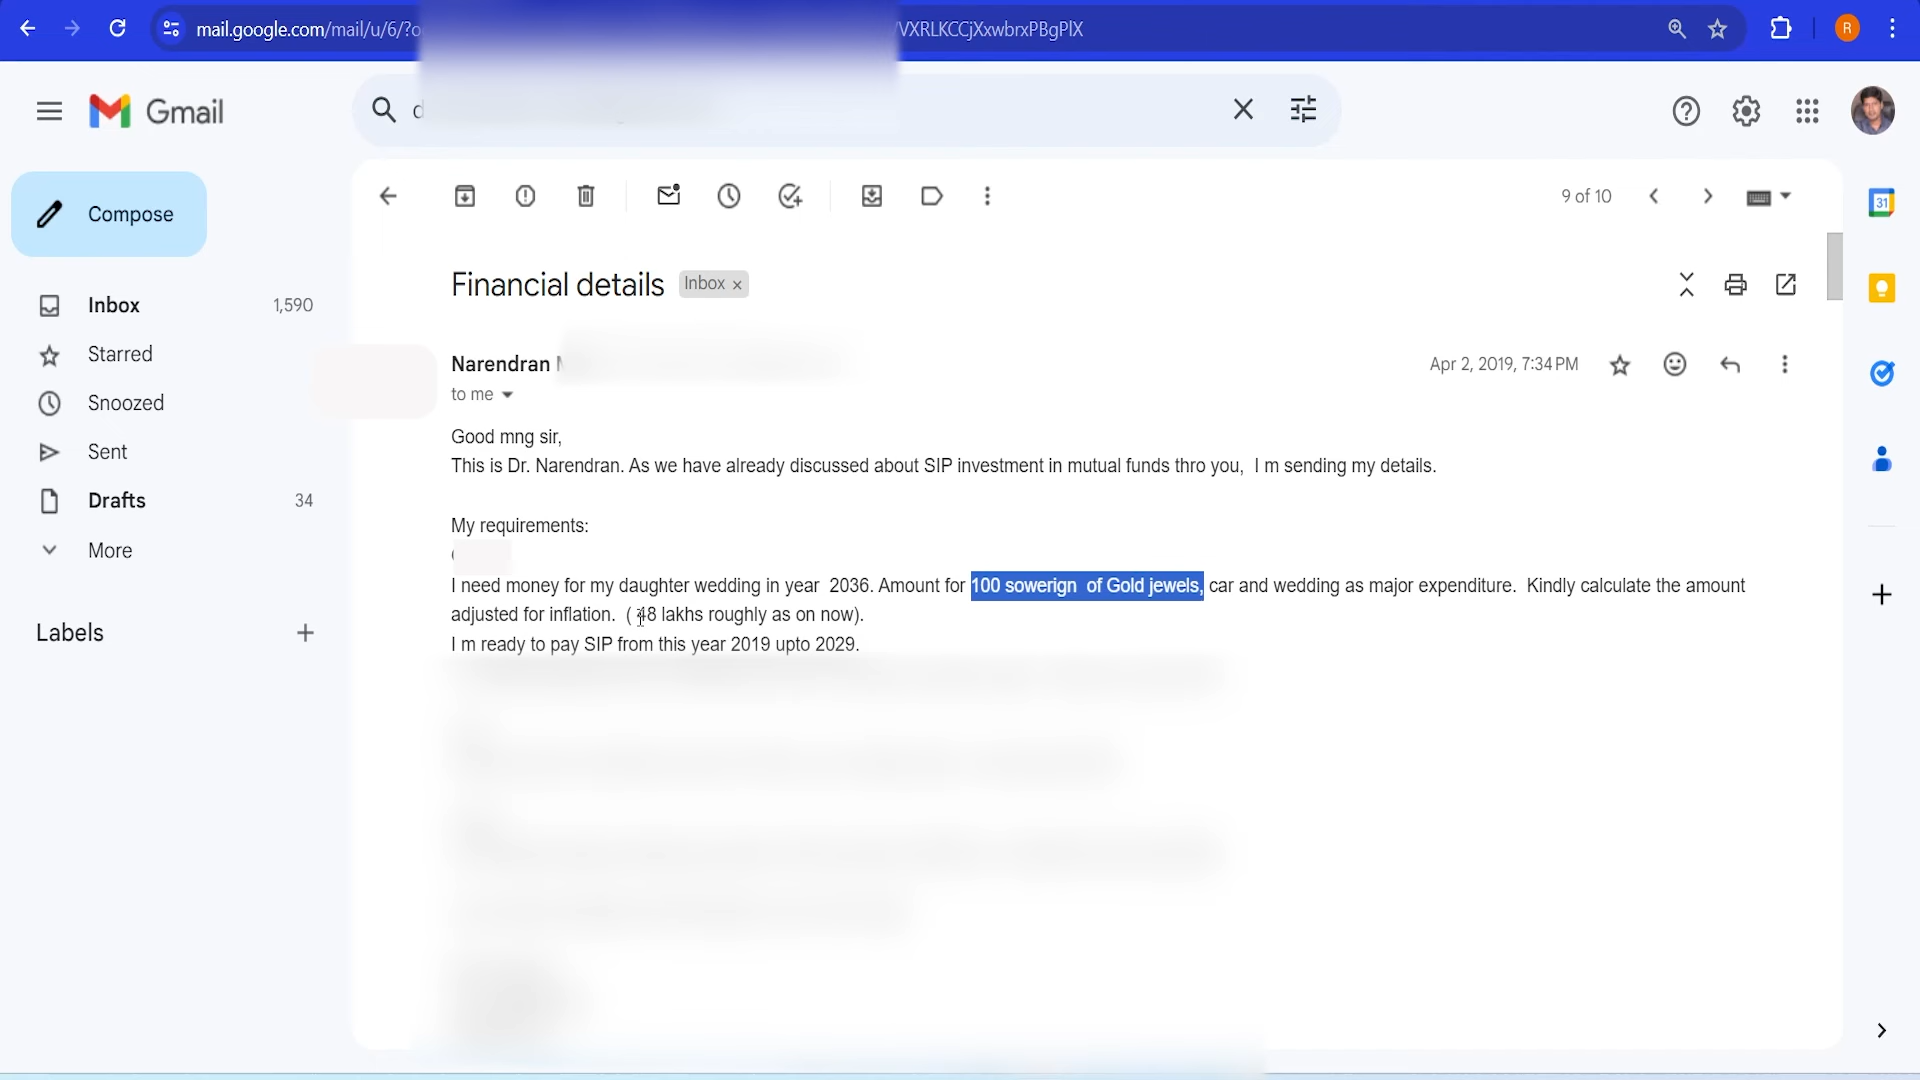 mail.google.com/mail/u/6/?o VXRLKCCjXxwbrxPBgPlX
R
Gmail
d
Compose
9 of 10
31
Financial details Inbox ×
Inbox 1,590
Starred
Snoozed
Sent
Drafts 34
More
Labels
Narendran
Apr 2, 2019, 7:34 PM
to me
Good mng sir,
This is Dr. Narendran. As we have already discussed about SIP investment in mutual funds thro you, I m sending my details.
My requirements:
I need money for my daughter wedding in year 2036. Amount for 100 sowerign of Gold jewels, car and wedding as major expenditure. Kindly calculate the amount
adjusted for inflation. ( 48 lakhs roughly as on now).
I m ready to pay SIP from this year 2019 upto 2029.